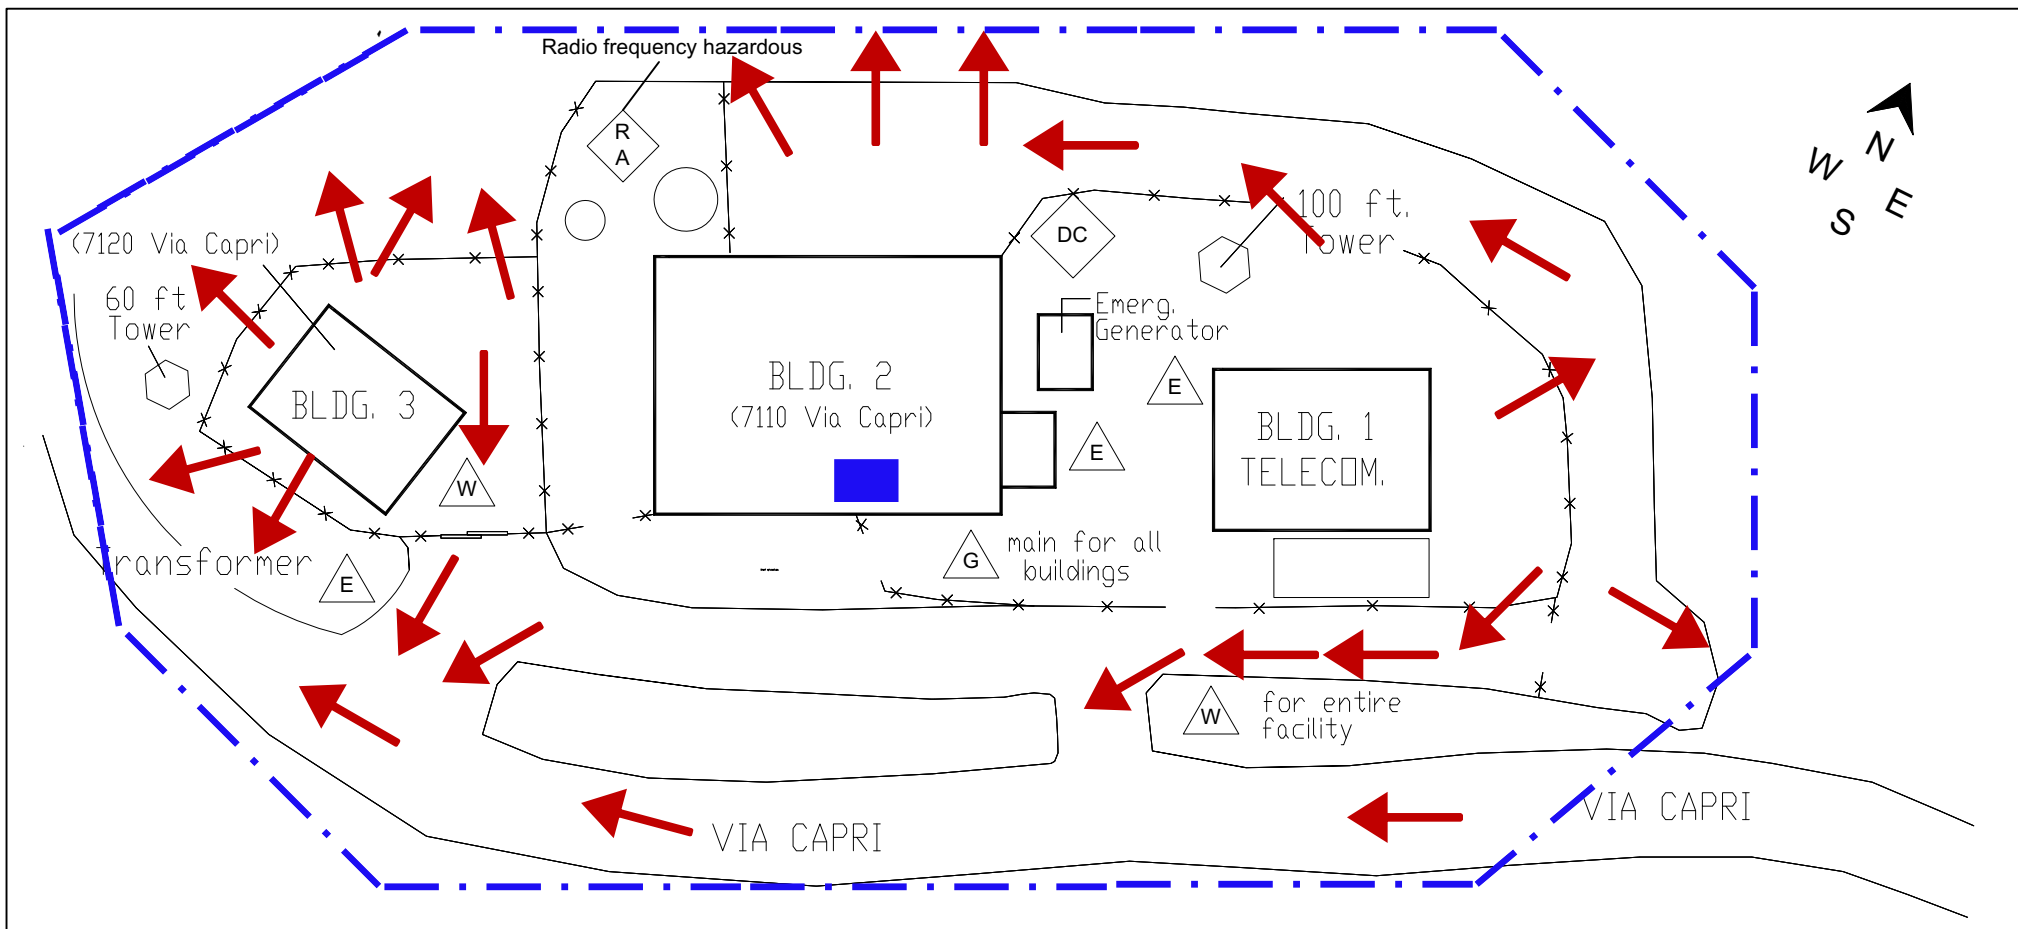 Radio frequency hazardous
R
A
N
W
E
S
(7120 Via Capri)
60 ft
Tower
100 ft.
Tower
DC
Emerg.
Generator
BLDG. 3
BLDG. 2
(7110 Via Capri)
E
E
BLDG. 1
TELECOM.
W
Transformer
E
G
main for all
buildings
W
for entire
facility
VIA CAPRI
VIA CAPRI